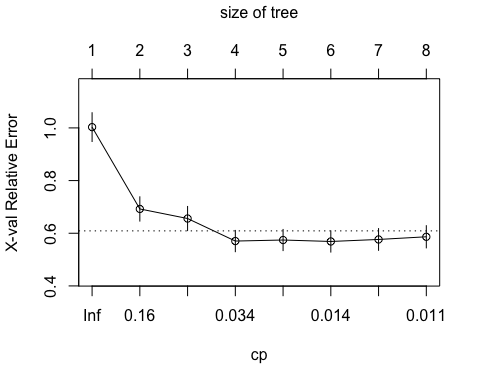 size of tree
1 2 3 4 5 6 7 8
X-val Relative Error
1.0
0.8
0.6
0.4
Inf 0.16 0.034 0.014 0.011
cp